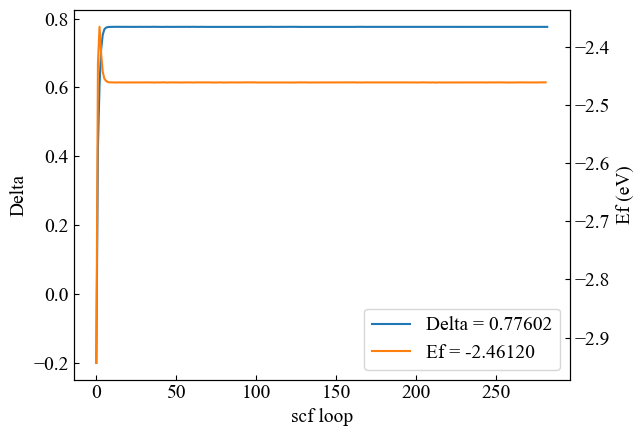 0.8
0.6
0.4
0.2
0.0
−0.2
Delta
−2.4
−2.5
−2.6
−2.7
−2.8
−2.9
Ef (eV)
Delta = 0.77602
Ef = -2.46120
0 50 100 150 200 250
scf loop